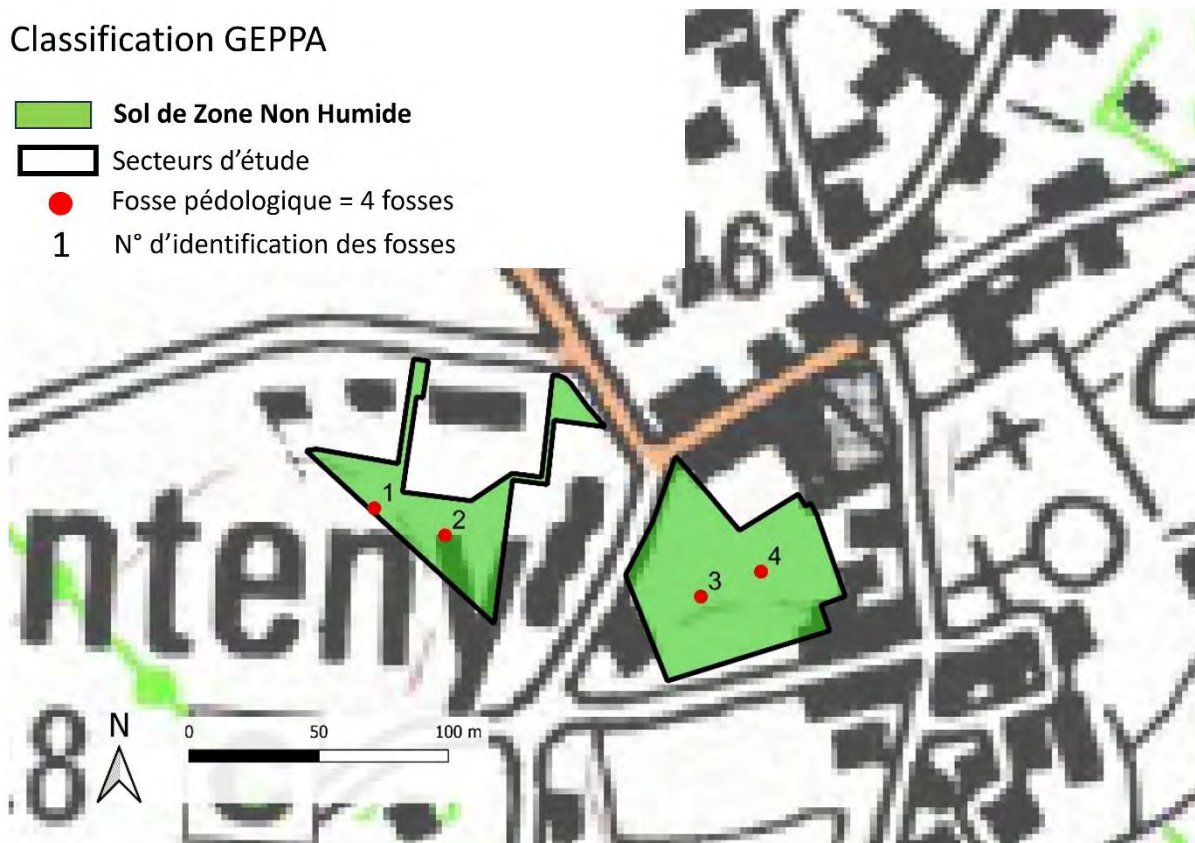 Classification GEPPA
Sol de Zone Non Humide
Secteurs d'étude
Fosse pédologique = 4 fosses
1 N° d'identification des fosses
46
1
2
3
4
nteny
8
N
0 50 100 m